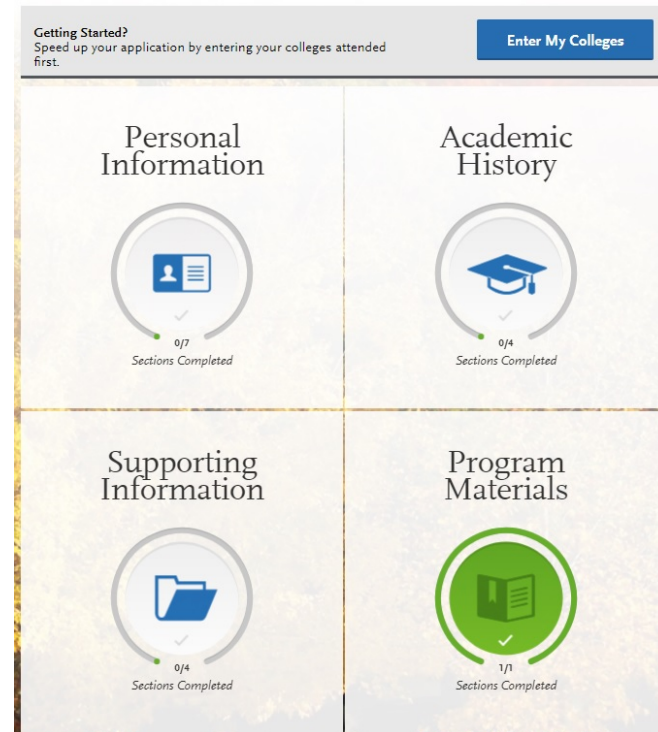 Getting Started?
Speed up your application by entering your colleges attended
first.
Enter My Colleges
Personal
Information
0/7
Sections Completed
Academic
History
0/4
Sections Completed
Supporting
Information
0/4
Sections Completed
Program
Materials
1/1
Sections Completed